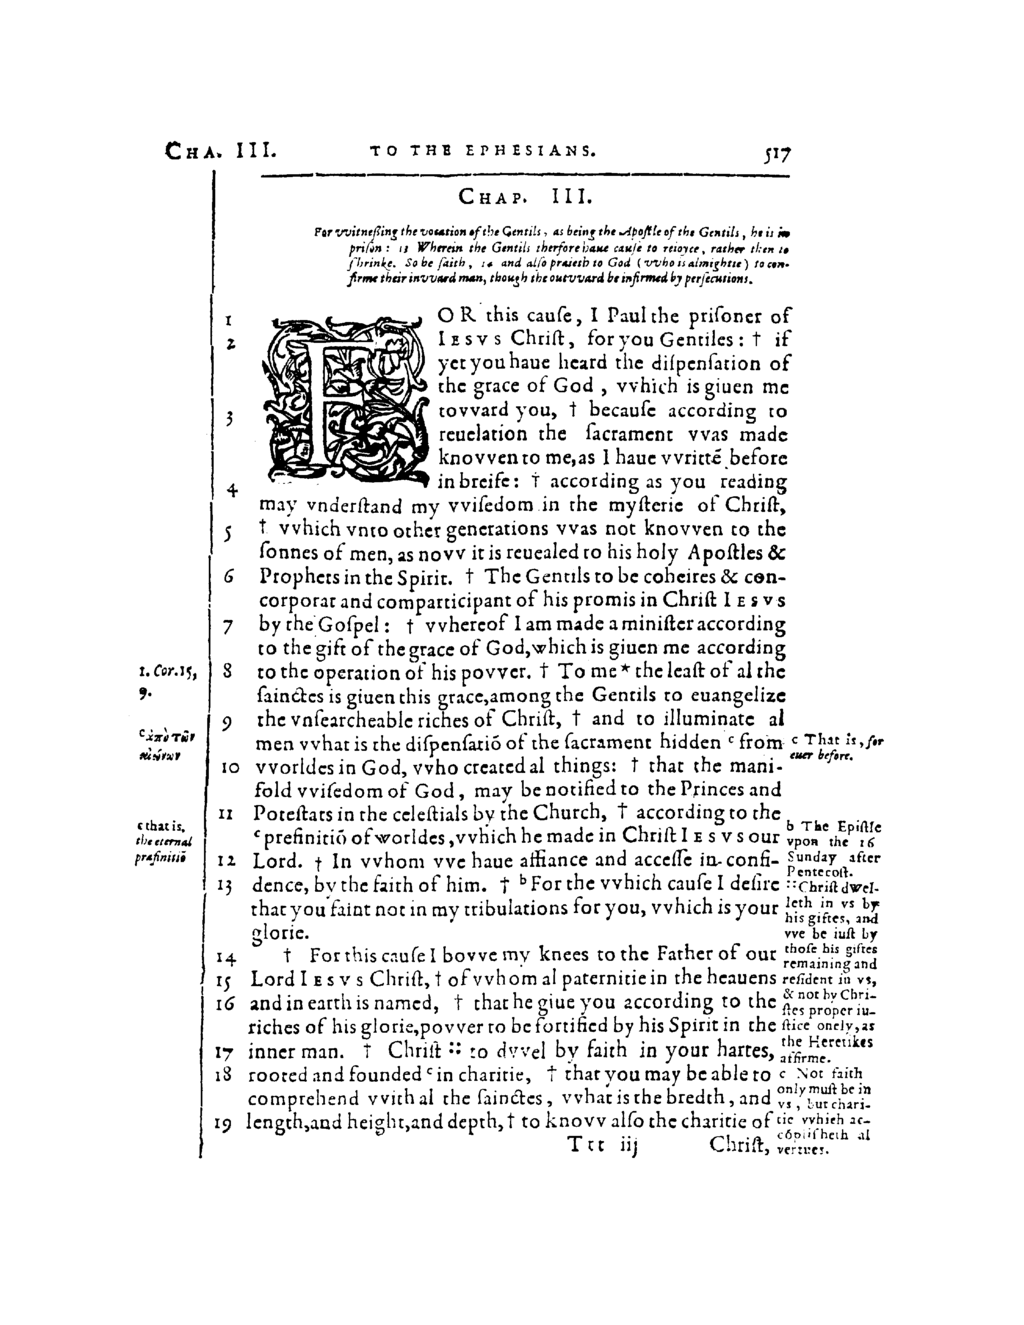 CHA. III. TO THE EPHESIANS. 517
CHAP. III.
For vvitneſſing the vocation of the Gentils, as being the Apoſtle of the Gentils, he is in
priſon: 13 Wherein the Gentils therfore haue cauſe to reioyce, rather then to
ſhrinke. So he ſaith, 14 and alſo praieth to God (vvho is almightie) to con-
firme their invvard man, though the outvvard be infirmed by perſecutions.
1 FOR this cauſe, I Paul the priſoner of
2 IESVS Chriſt, for you Gentiles: † if
yet you haue heard the diſpenſation of
the grace of God, vvhich is giuen me
3 tovvard you, † becauſe according to
reuelation the ſacrament vvas made
knovven to me, as I haue vvritté before
4 in breife: † according as you reading
may vnderſtand my vviſedom in the myſterie of Chriſt,
5 † vvhich vnto other generations vvas not knovven to the
ſonnes of men, as novv it is reuealed to his holy Apoſtles &
6 Prophets in the Spirit. † The Gentils to be coheires & con-
corporat and comparticipant of his promis in Chriſt IESVS
7 by the Goſpel: † vvhereof I am made a miniſter according
to the gift of the grace of God, which is giuen me according
1. Cor. 15, 8 to the operation of his povver. † To me * the leaſt of al the
9. ſainctes is giuen this grace, among the Gentils to euangelize
9 the vnſearcheable riches of Chriſt, † and to illuminate al
c ἀπὸ τῶν men vvhat is the diſpenſatiō of the ſacrament hidden c from c That is, for
αἰώνων 10 vvorldes in God, vvho created al things: † that the mani- euer before.
fold vviſedom of God, may be notified to the Princes and
11 Poteſtats in the celeſtials by the Church, † according to the
c that is, c prefinitiō of worldes, vvhich he made in Chriſt IESVS our b The Epiſtle
the eternal vpon the 16
præfinitiō 12 Lord. † In vvhom vve haue affiance and acceſſe in confi- Sunday after
Pentecoſt.
13 dence, by the faith of him. † b For the vvhich cauſe I deſire :: Chriſt dwel-
that you faint not in my tribulations for you, vvhich is your leth in vs by
his giftes, and
glorie. vve be iuſt by
14 † For this cauſe I bovve my knees to the Father of our thoſe his giftes
remaining and
15 Lord IESVS Chriſt, † of vvhom al paternitie in the heauens reſident in vs,
16 and in earth is named, † that he giue you according to the & not by Chri-
riches of his glorie, povver to be fortified by his Spirit in the ſtes proper iu-
ſtice onely, as
17 inner man. † Chriſt :: to dvvel by faith in your hartes, the Heretikes
affirme.
18 rooted and founded c in charitie, † that you may be able to c Not faith
comprehend vvith al the ſainctes, vvhat is the bredth, and only muſt be in
vs, but chari-
19 length, and height, and depth, † to knovv alſo the charitie of tie vvhich ac-
Ttt iij Chriſt, cōpliſheth al
vertues.